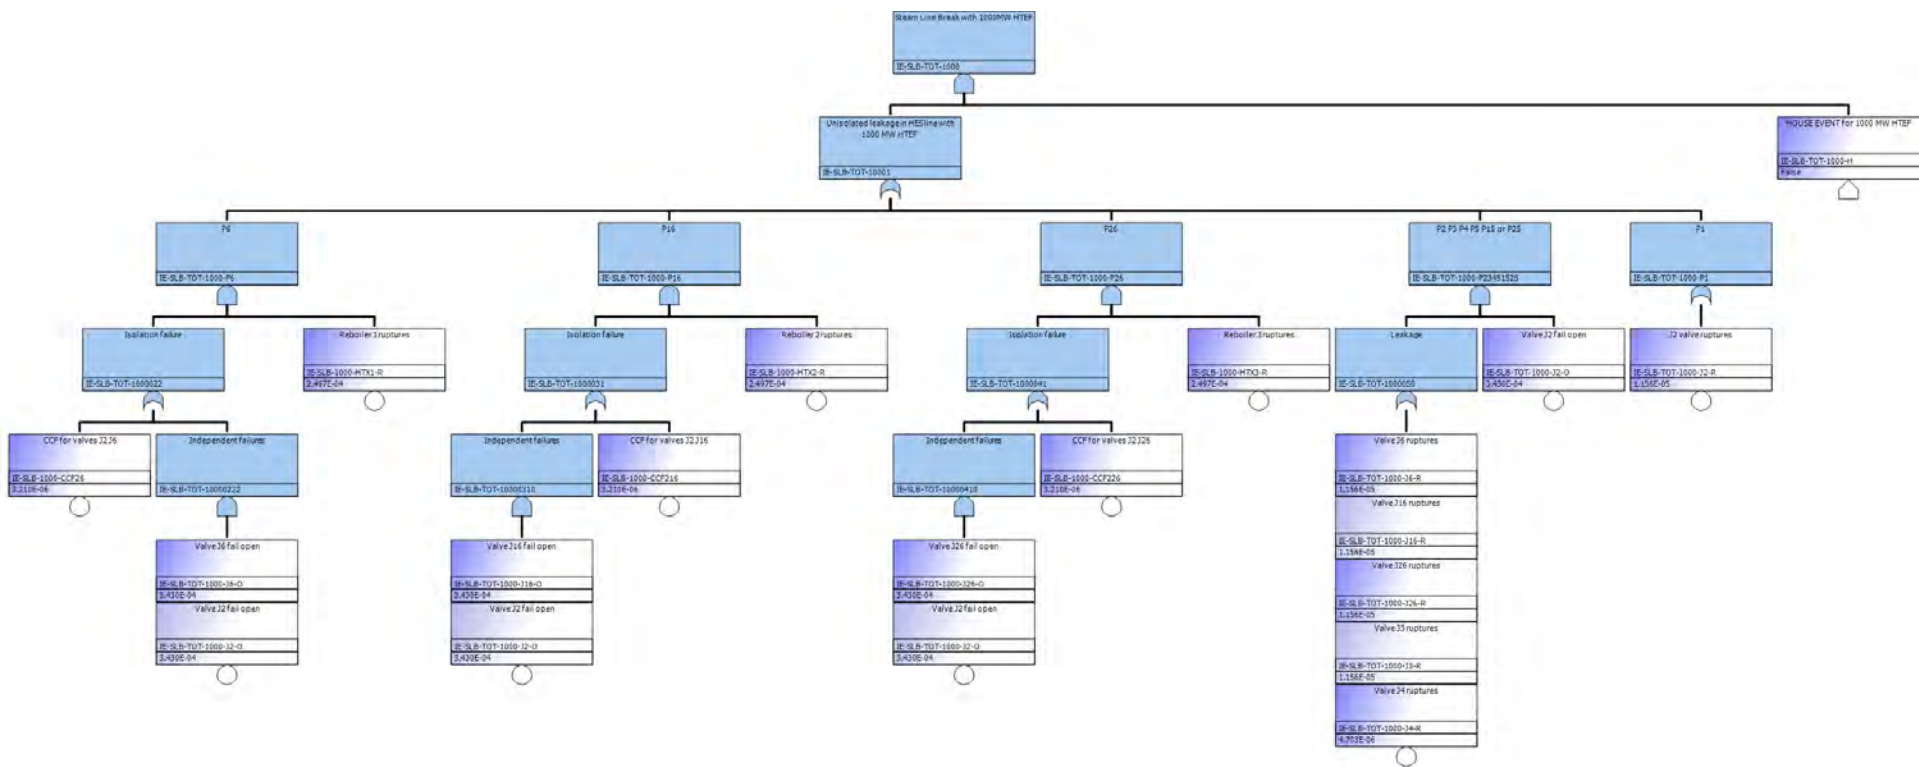 Steam Line Break with 1000MW HTEF
IE-SLB-TOT-1000
Unisolated leakage in HES line with
1000 MW HTEF
IE-SLB-TOT-10001
HOUSE EVENT for 1000 MW HTEF
IE-SLB-TOT-1000-H
False
P6
IE-SLB-TOT-1000-P6
P16
IE-SLB-TOT-1000-P16
P26
IE-SLB-TOT-1000-P26
P2 P3 P4 P5 P15 or P25
IE-SLB-TOT-1000-P23451525
P1
IE-SLB-TOT-1000-P1
Isolation failure
IE-SLB-TOT-1000022
Reboiler 1 ruptures
IE-SLB-1000-HTX1-R
2.497E-04
Isolation failure
IE-SLB-TOT-1000031
Reboiler 2 ruptures
IE-SLB-1000-HTX2-R
2.497E-04
Isolation failure
IE-SLB-TOT-1000041
Reboiler 3 ruptures
IE-SLB-1000-HTX3-R
2.497E-04
Leakage
IE-SLB-TOT-1000050
Valve J2 fail open
IE-SLB-TOT-1000-J2-O
3.430E-04
J2 valve ruptures
IE-SLB-TOT-1000-J2-R
1.156E-05
CCF for valves J2J6
IE-SLB-1000-CCF26
3.210E-06
Independent failures
IE-SLB-TOT-10000222
Independent failures
IE-SLB-TOT-10000310
CCF for valves J2J16
IE-SLB-1000-CCF216
3.210E-06
Independent failures
IE-SLB-TOT-10000410
CCF for valves J2J26
IE-SLB-1000-CCF226
3.210E-06
Valve J6 ruptures
IE-SLB-TOT-1000-J6-R
1.156E-05
Valve J16 ruptures
IE-SLB-TOT-1000-J16-R
1.156E-05
Valve J26 ruptures
IE-SLB-TOT-1000-J26-R
1.156E-05
Valve J3 ruptures
IE-SLB-TOT-1000-J3-R
1.156E-05
Valve J4 ruptures
IE-SLB-TOT-1000-J4-R
4.703E-06
Valve J6 fail open
IE-SLB-TOT-1000-J6-O
3.430E-04
Valve J2 fail open
IE-SLB-TOT-1000-J2-O
3.430E-04
Valve J16 fail open
IE-SLB-TOT-1000-J16-O
3.430E-04
Valve J2 fail open
IE-SLB-TOT-1000-J2-O
3.430E-04
Valve J26 fail open
IE-SLB-TOT-1000-J26-O
3.430E-04
Valve J2 fail open
IE-SLB-TOT-1000-J2-O
3.430E-04